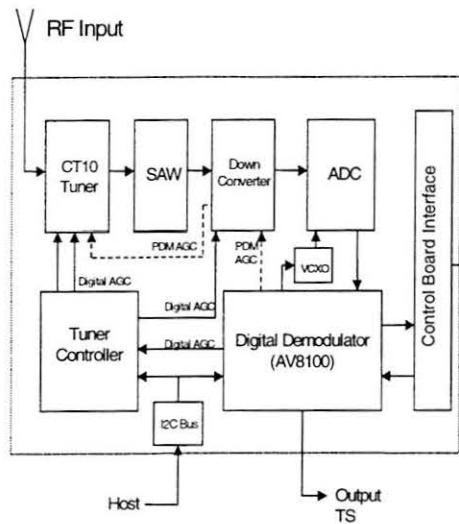 RF Input
CT10
Tuner
SAW
Down
Converter
ADC
Control Board Interface
PDM AGC
PDM
AGC
VCXO
Digital AGC
Digital AGC
Tuner
Controller
Digital AGC
Digital Demodulator
(AV8100)
I2C Bus
Host
Output
TS